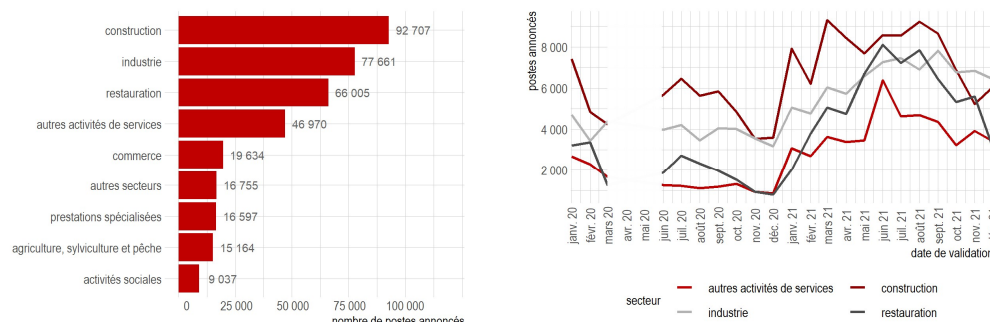 construction
92 707
industrie
77 661
restauration
66 005
autres activités de services
46 970
commerce
19 634
autres secteurs
16 755
prestations spécialisées
16 597
agriculture, sylviculture et pêche
15 164
activités sociales
9 037
0 25 000 50 000 75 000 100 000
nombre de postes annoncés
postes annoncés
8 000
6 000
4 000
2 000
janv. 20
févr. 20
mars 20
avr. 20
mai 20
juin 20
juil. 20
août 20
sept. 20
oct. 20
nov. 20
déc. 20
janv. 21
févr. 21
mars 21
avr. 21
mai 21
juin 21
juil. 21
août 21
sept. 21
oct. 21
nov. 21
date de validation
secteur
autres activités de services
construction
industrie
restauration